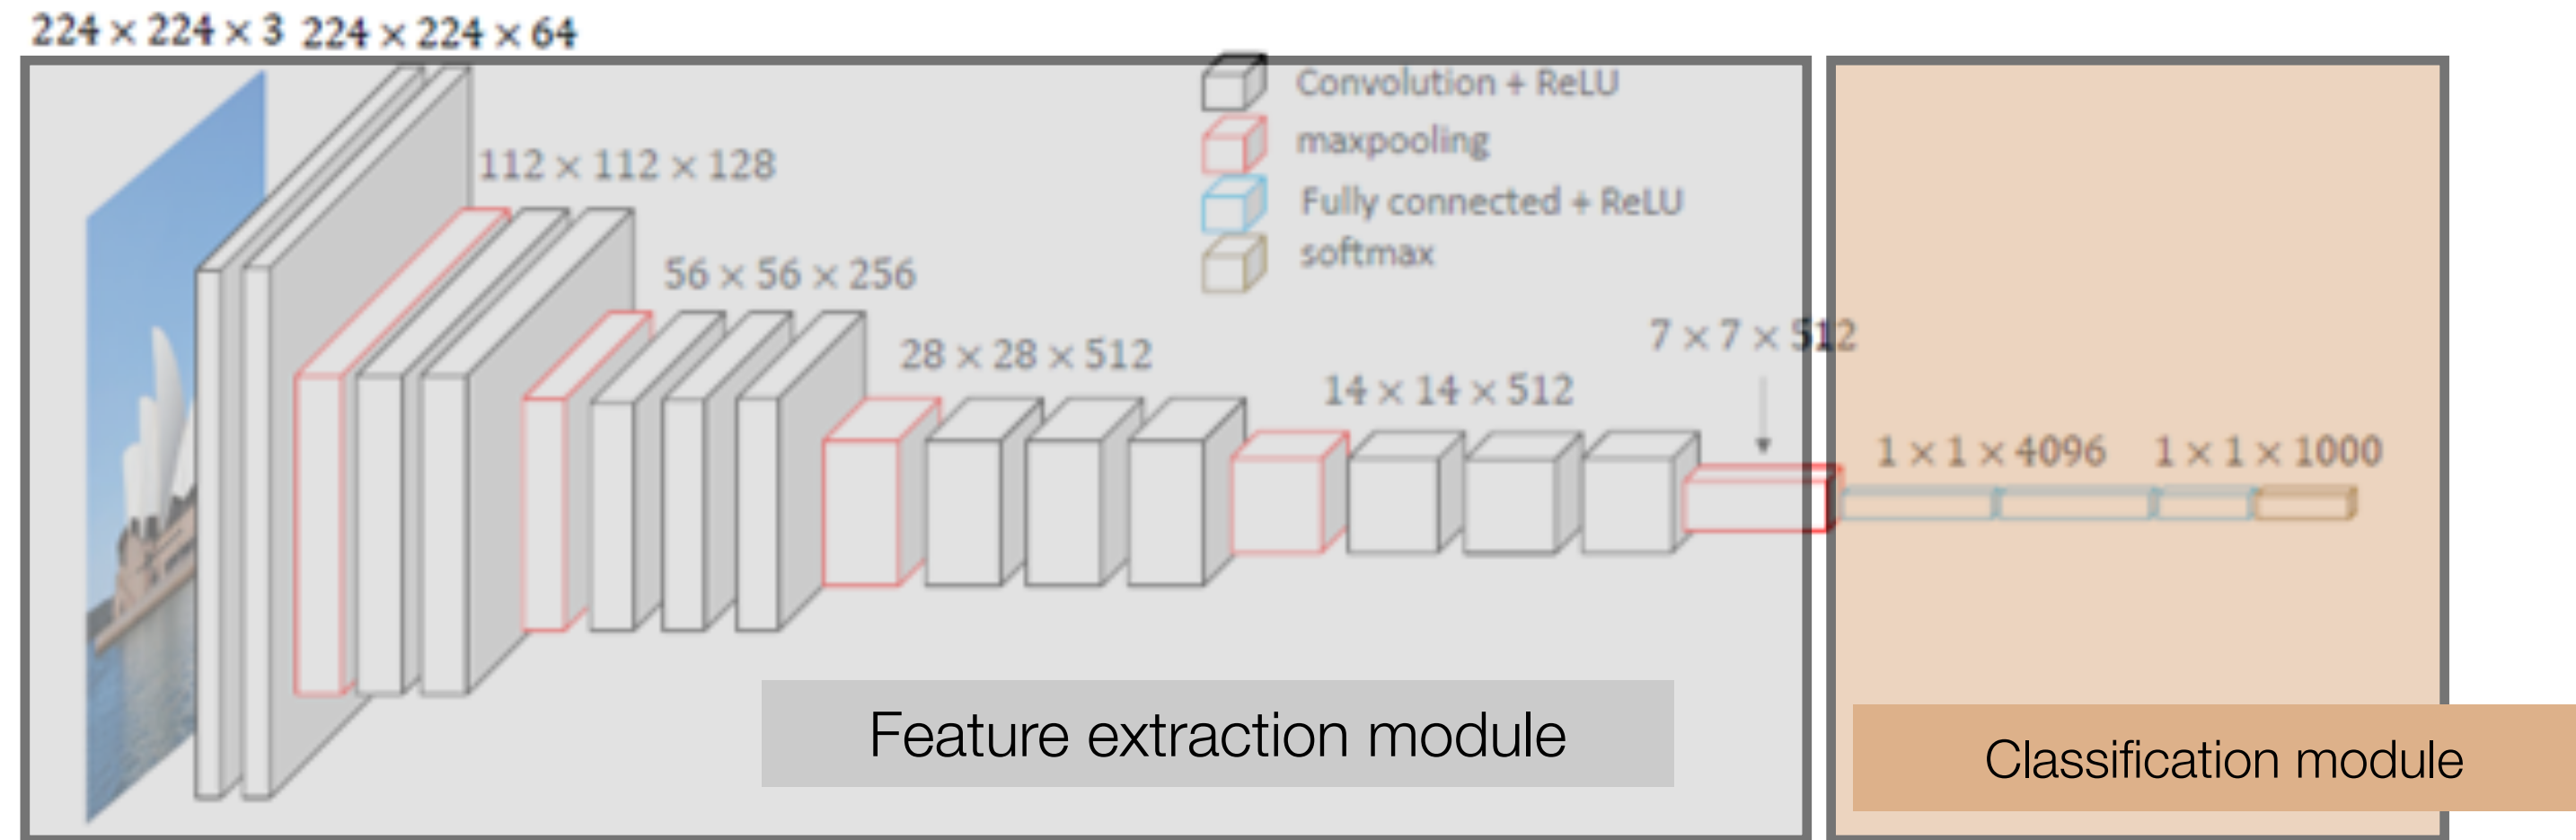 224 × 224 × 3 224 × 224 × 64
Convolution + ReLU
maxpooling
Fully connected + ReLU
softmax
112 × 112 × 128
56 × 56 × 256
28 × 28 × 512
14 × 14 × 512
7 × 7 × 512
1 × 1 × 4096 1 × 1 × 1000
Feature extraction module
Classification module